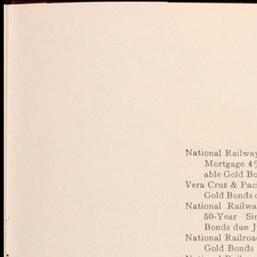 National Railway
Mortgage 4
able Gold Bo
Vera Cruz & Pac
Gold Bonds
National Railwa
50-Year Si
Bonds due J
National Railroa
Gold Bonds